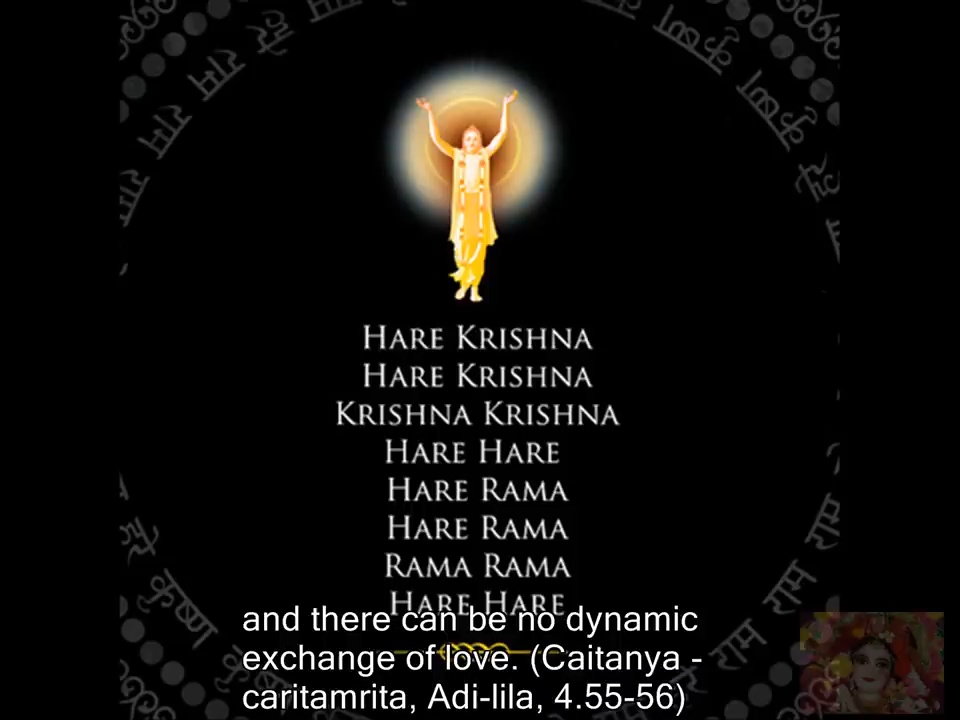 HARE KRISHNA
HARE KRISHNA
KRISHNA KRISHNA
HARE HARE
HARE RAMA
HARE RAMA
RAMA RAMA
HARE HARE
and there can be no dynamic
exchange of love. (Caitanya -
caritamrita, Adi-lila, 4.55-56)
हरे
कृष्ण
राम
राम